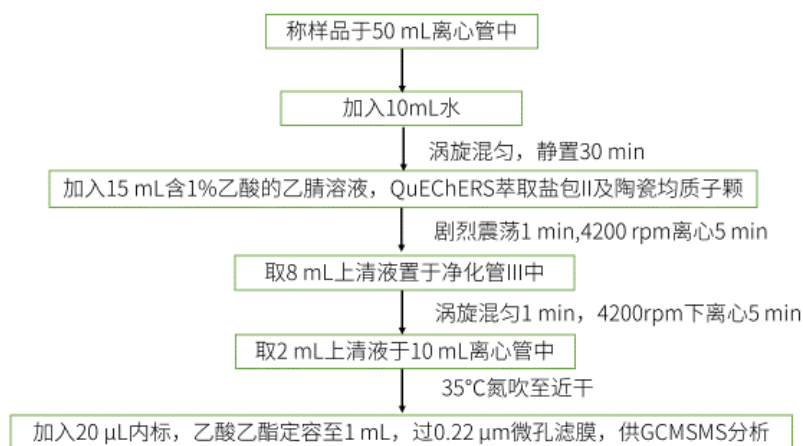 称样品于50 mL离心管中
加入10mL水
涡旋混匀，静置30 min
加入15 mL含1%乙酸的乙腈溶液，QuEChERS萃取盐包II及陶瓷均质子颗
剧烈震荡1 min,4200 rpm离心5 min
取8 mL上清液置于净化管III中
涡旋混匀1 min，4200rpm下离心5 min
取2 mL上清液于10 mL离心管中
35℃氮吹至近干
加入20 μL内标，乙酸乙酯定容至1 mL，过0.22 μm微孔滤膜，供GCMSMS分析